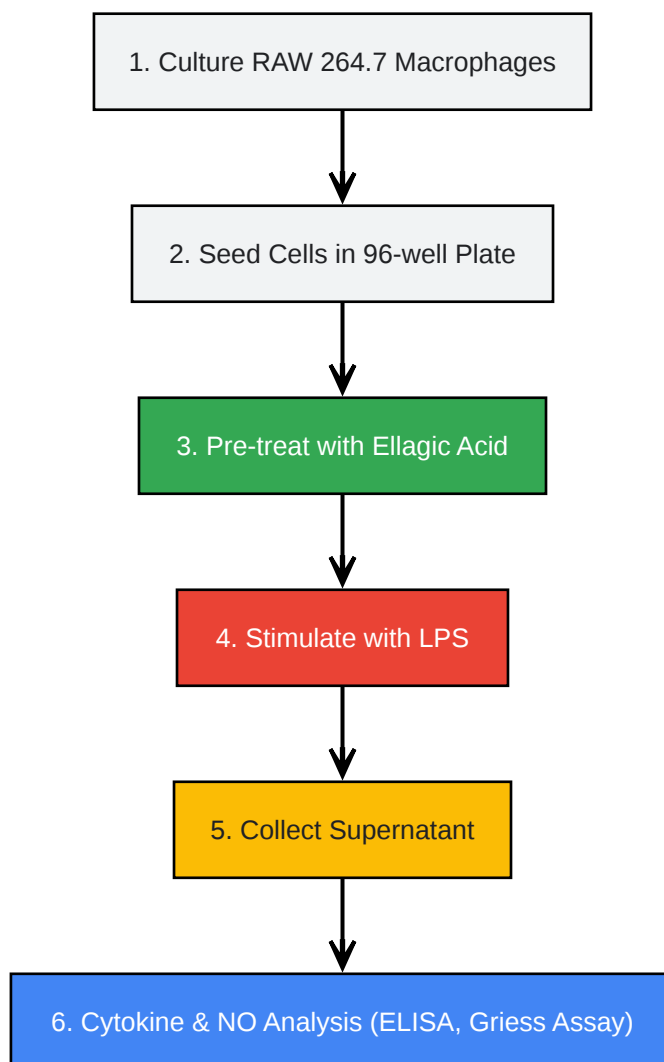 1. Culture RAW 264.7 Macrophages
2. Seed Cells in 96-well Plate
3. Pre-treat with Ellagic Acid
4. Stimulate with LPS
5. Collect Supernatant
6. Cytokine & NO Analysis (ELISA, Griess Assay)